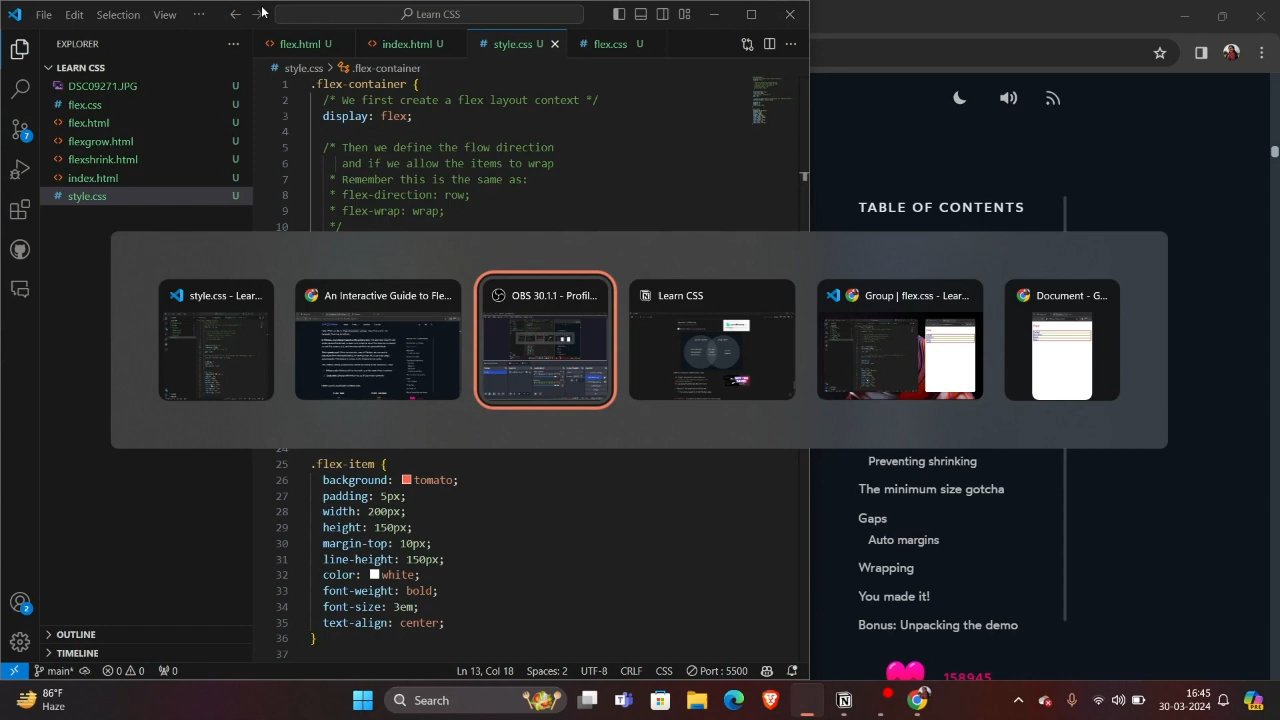 File Edit Selection View ··· Learn CSS
EXPLORER
LEARN CSS
DSC09271.JPG U
flex.css U
flex.html U
flexgrow.html U
flexshrink.html U
index.html U
style.css U
OUTLINE
TIMELINE
7
2
flex.html U index.html U style.css U flex.css U
style.css > .flex-container
1 .flex-container {
2 /* We first create a flex layout context */
3 display: flex;
4
5 /* Then we define the flow direction
6 and if we allow the items to wrap
7 * Remember this is the same as:
8 * flex-direction: row;
9 * flex-wrap: wrap;
10 */
style.css - Lear...
An Interactive Guide to Fle...
OBS 30.1.1 - Profil...
Learn CSS
Group | flex.css - Lear...
Document - G...
24
25 .flex-item {
26 background: tomato;
27 padding: 5px;
28 width: 200px;
29 height: 150px;
30 margin-top: 10px;
31 line-height: 150px;
32 color: white;
33 font-weight: bold;
34 font-size: 3em;
35 text-align: center;
36 }
37
TABLE OF CONTENTS
Preventing shrinking
The minimum size gotcha
Gaps
Auto margins
Wrapping
You made it!
Bonus: Unpacking the demo
158945
main* 0 0 0 Ln 13, Col 18 Spaces: 2 UTF-8 CRLF CSS Port : 5500
86°F
Haze
Search
16:45
30-03-2024